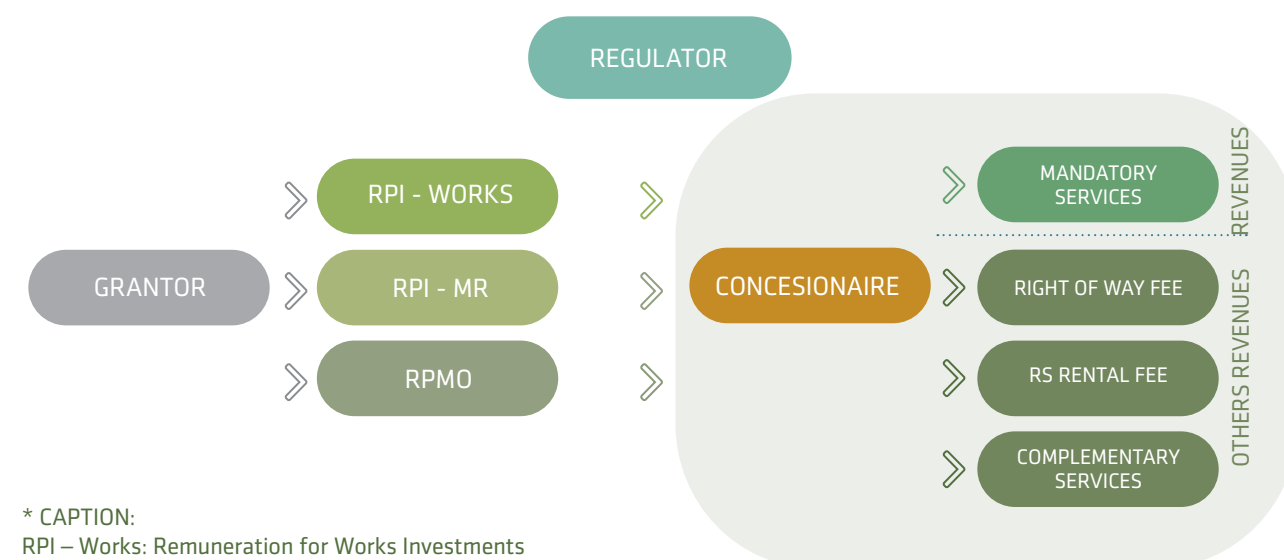 REGULATOR
GRANTOR
RPI - WORKS
RPI - MR
RPMO
CONCESIONAIRE
MANDATORY
SERVICES
RIGHT OF WAY FEE
RS RENTAL FEE
COMPLEMENTARY
SERVICES
REVENUES
OTHERS REVENUES
* CAPTION:
RPI – Works: Remuneration for Works Investments